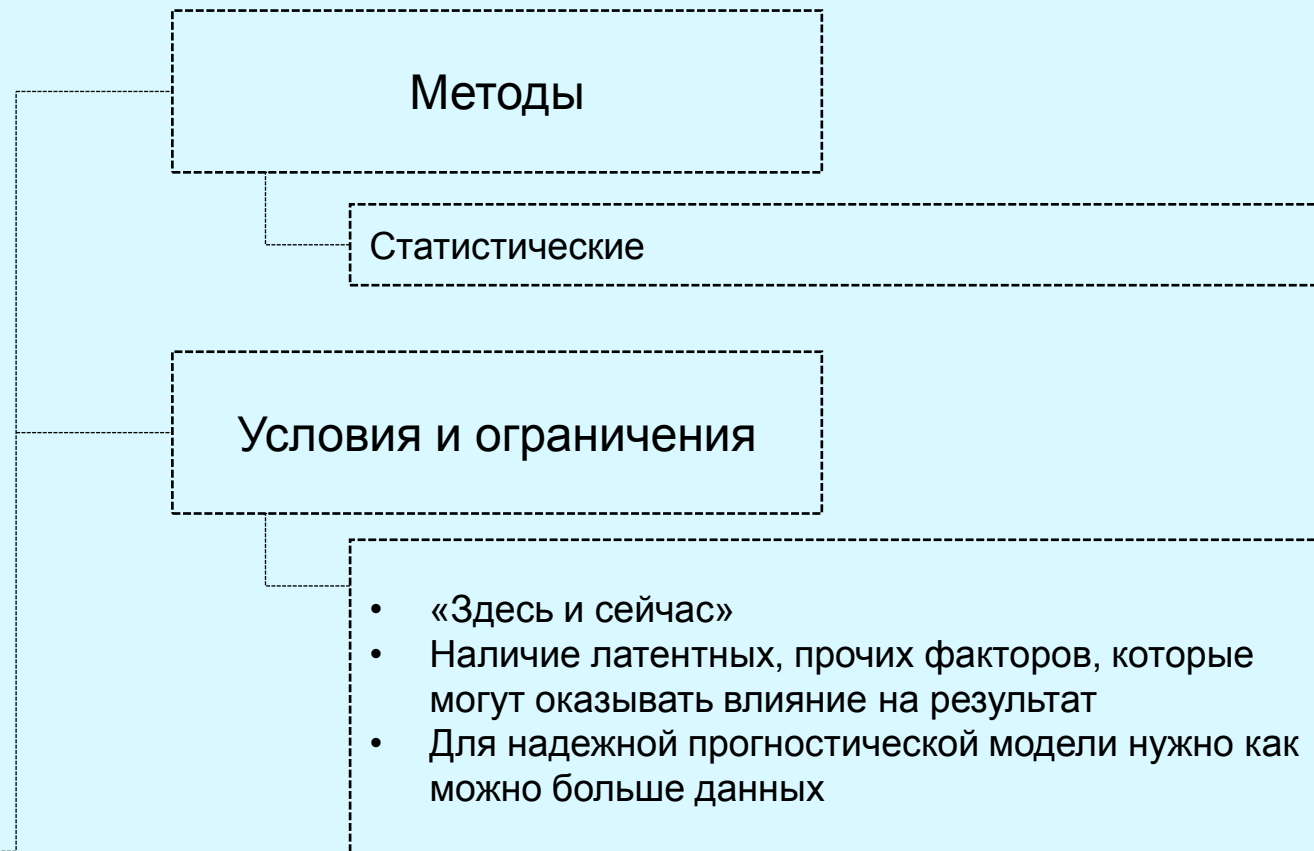 Методы
Статистические
Условия и ограничения
• «Здесь и сейчас»
• Наличие латентных, прочих факторов, которые
могут оказывать влияние на результат
• Для надежной прогностической модели нужно как
можно больше данных